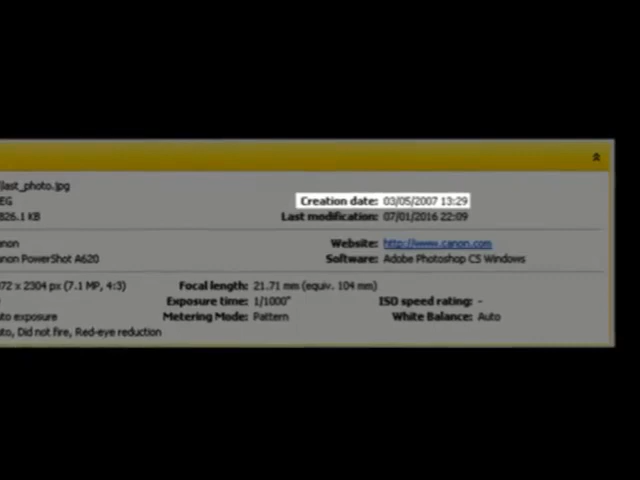 last_photo.jpg
EG
Creation date: 03/05/2007 13:29
826.1 KB
Last modification: 07/01/2016 22:09
non
Website: http://www.canon.com
non PowerShot A620
Software: Adobe Photoshop CS Windows
72 x 2304 px (7.1 MP, 4:3)
Focal length: 21.71 mm (equiv. 104 mm)
Exposure time: 1/1000"
ISO speed rating: -
to exposure
Metering Mode: Pattern
White Balance: Auto
to, Did not fire, Red-eye reduction